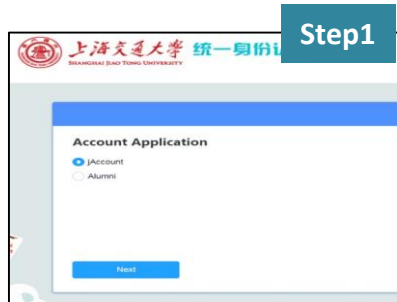 Step1
上海交通大学 统一身份认
SHANGHAI JIAO TONG UNIVERSITY
Account Application
jAccount
Alumni
Next